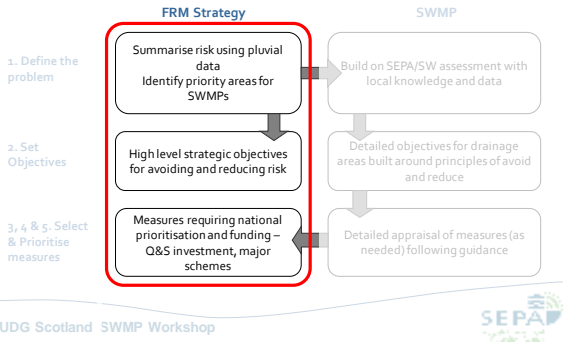 FRM Strategy
SWMP
1. Define the
problem
Summarise risk using pluvial
data
Identify priority areas for
SWMPs
Build on SEPA/SW assessment with
local knowledge and data
2. Set
Objectives
High level strategic objectives
for avoiding and reducing risk
Detailed objectives for drainage
areas built around principles of avoid
and reduce
3, 4 & 5. Select
& Prioritise
measures
Measures requiring national
prioritisation and funding –
Q&S investment, major
schemes
Detailed appraisal of measures (as
needed) following guidance
UDG Scotland SWMP Workshop
SEPA